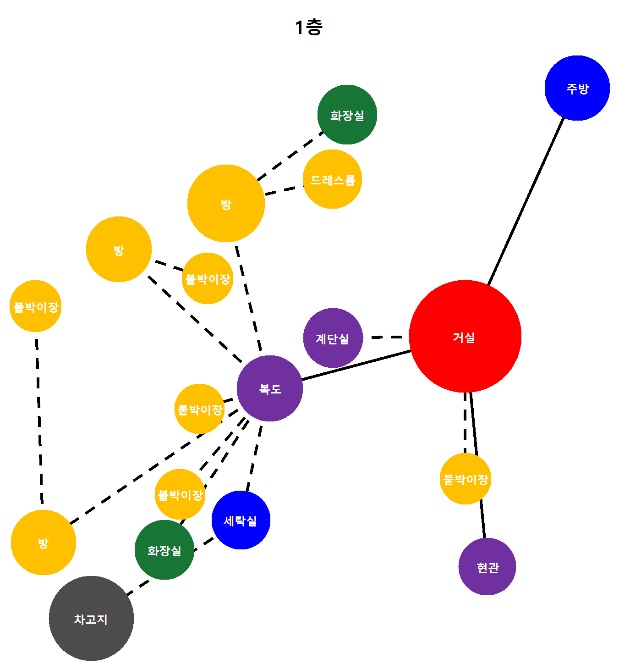 1층
주방
화장실
드레스룸
방
방
붙박이장
붙박이장
계단실
거실
복도
붙박이장
붙박이장
붙박이장
세탁실
방
화장실
현관
차고지